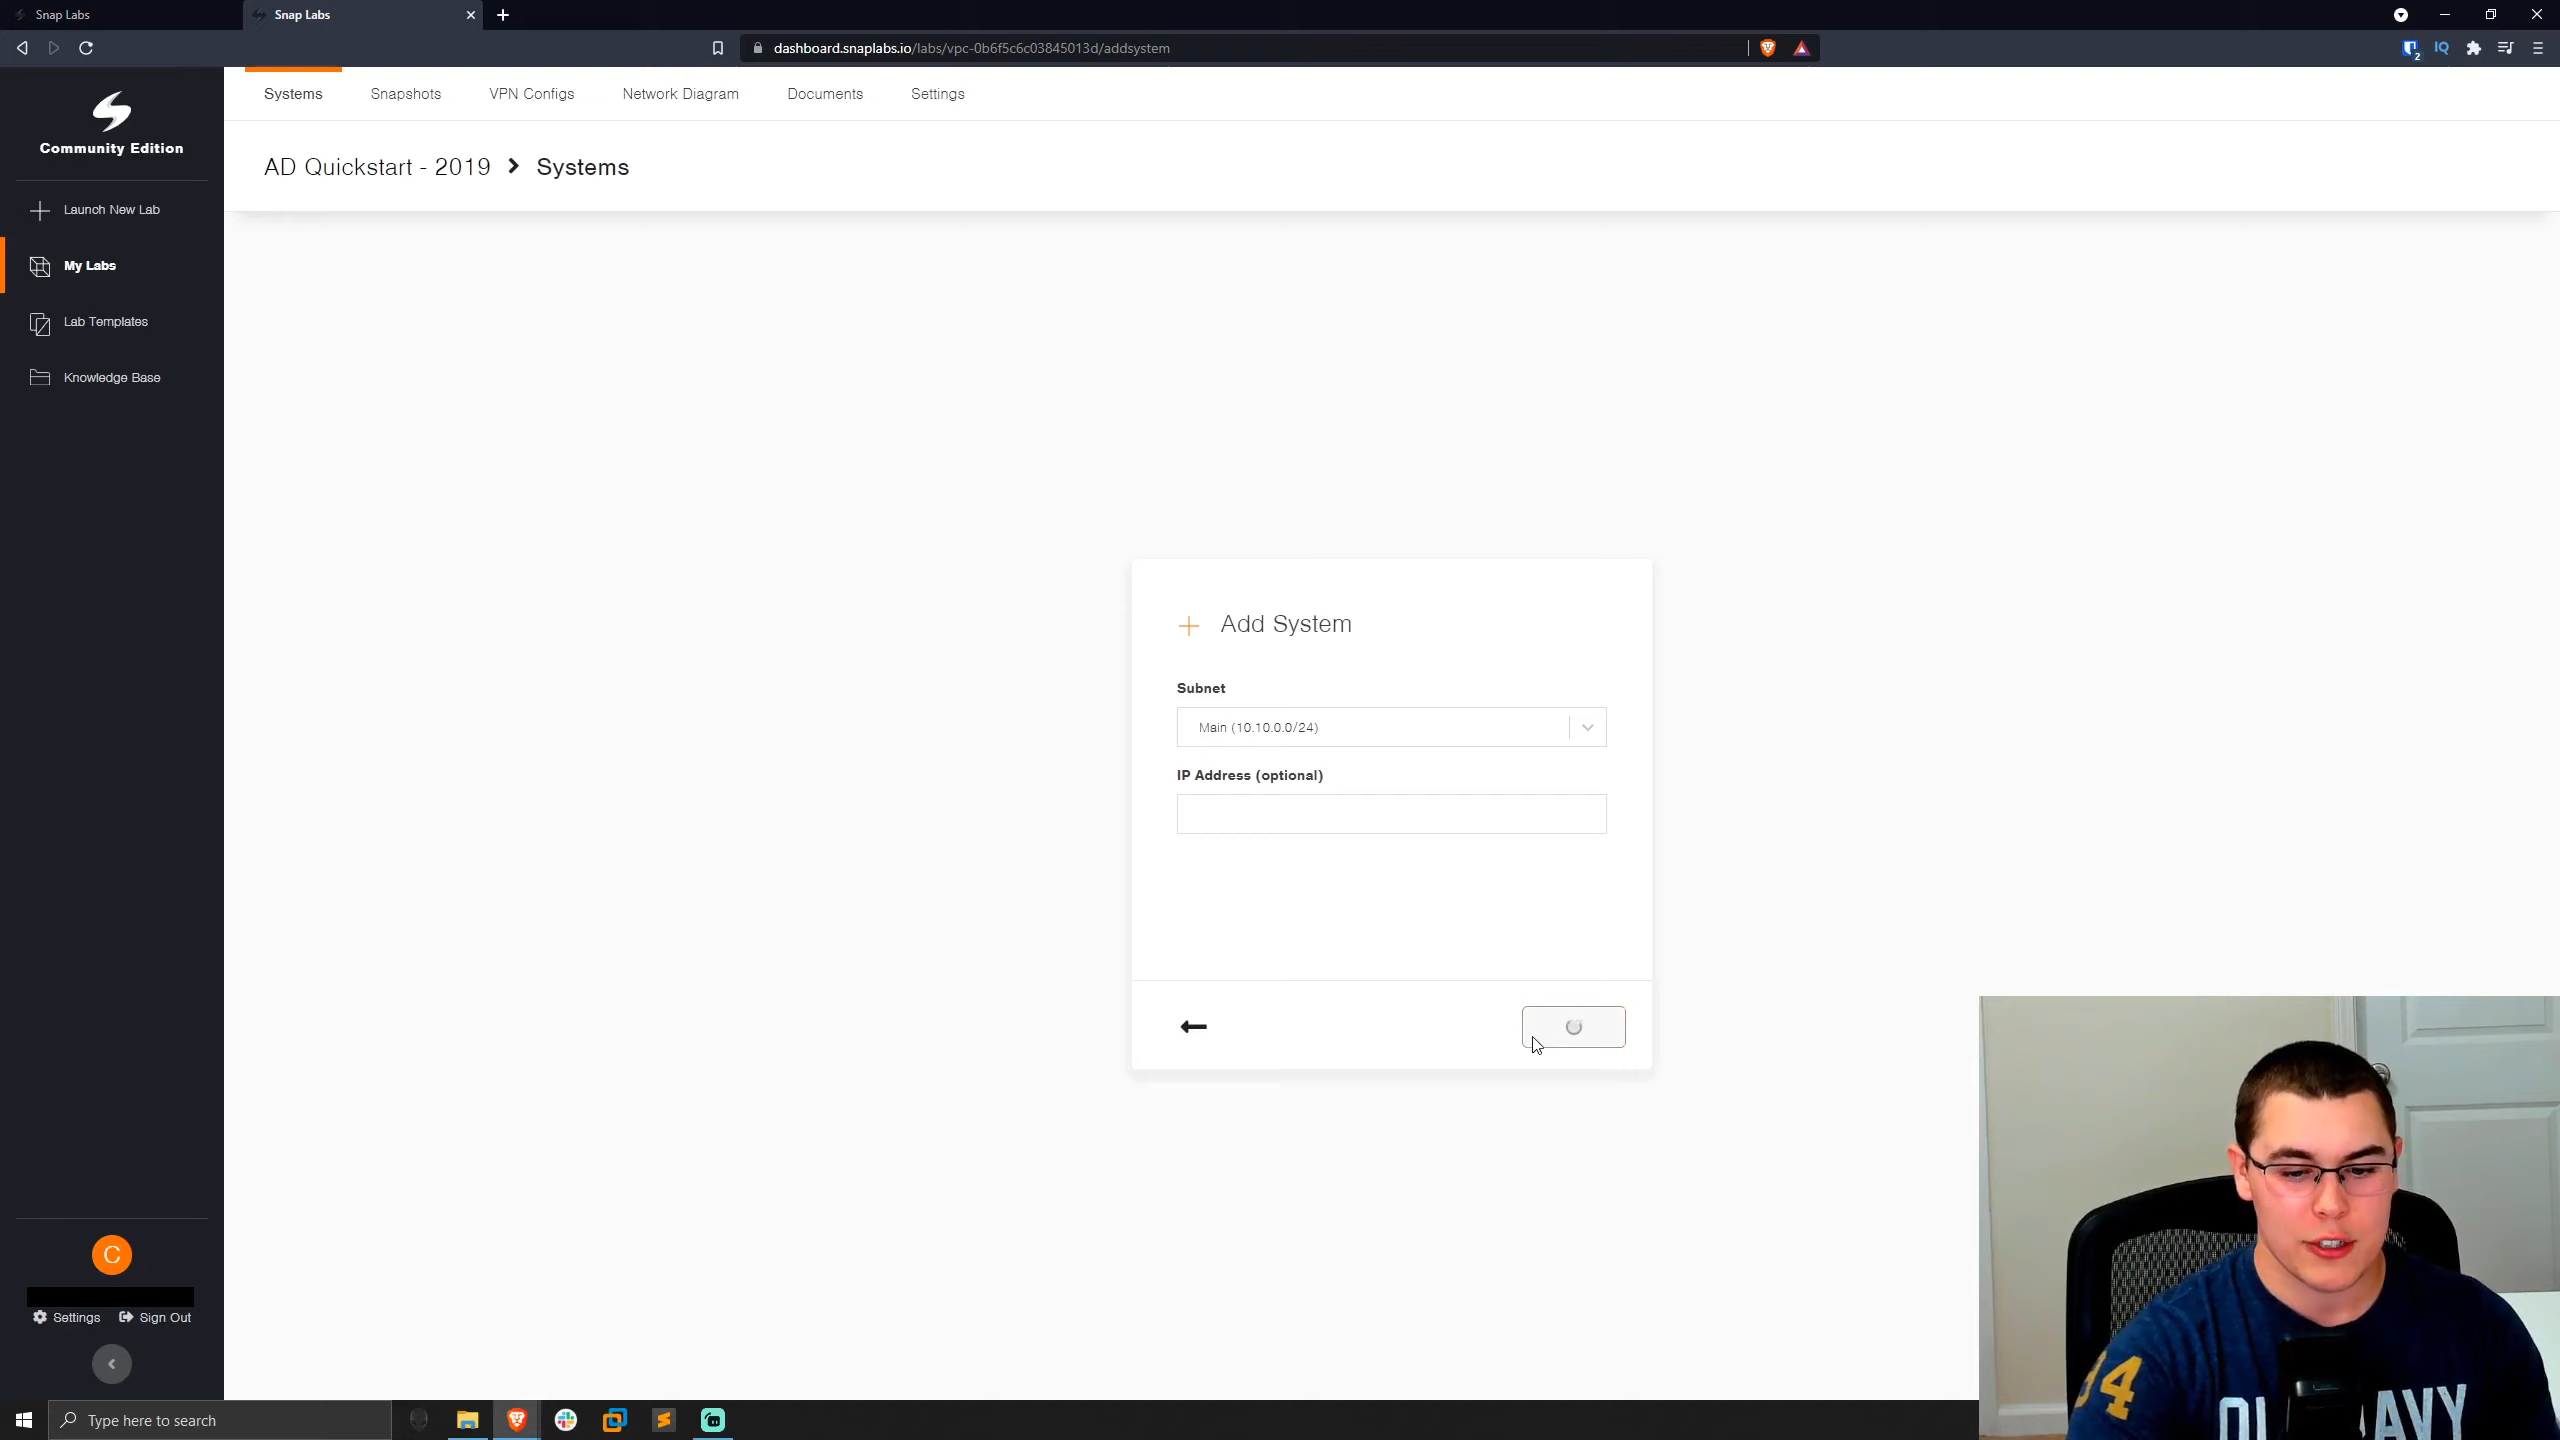 Snap Labs
Snap Labs
dashboard.snaplabs.io/labs/vpc-0b6f5c6c03845013d/addsystem
2
IQ
Community Edition
Launch New Lab
My Labs
Lab Templates
Knowledge Base
C
Settings
Sign Out
Systems
Snapshots
VPN Configs
Network Diagram
Documents
Settings
AD Quickstart - 2019
Systems
Add System
Subnet
Main (10.10.0.0/24)
IP Address (optional)
Type here to search